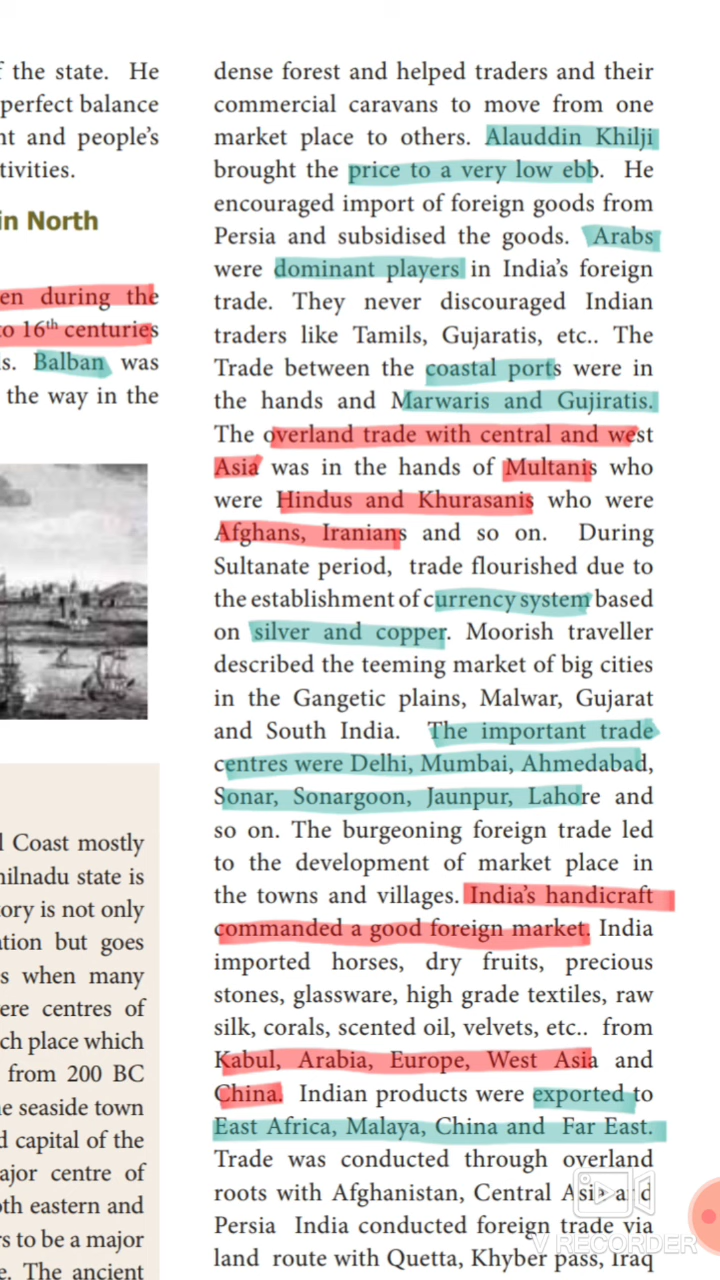 f the state. He
perfect balance
nt and people's
tivities.
in North
en during the
to 16th centuries
s. Balban was
the way in the
l Coast mostly
nilnadu state is
ory is not only
ation but goes
s when many
ere centres of
ch place which
from 200 BC
he seaside town
d capital of the
ajor centre of
oth eastern and
rs to be a major
e. The ancient
dense forest and helped traders and their
commercial caravans to move from one
market place to others. Alauddin Khilji
brought the price to a very low ebb. He
encouraged import of foreign goods from
Persia and subsidised the goods. Arabs
were dominant players in India's foreign
trade. They never discouraged Indian
traders like Tamils, Gujaratis, etc.. The
Trade between the coastal ports were in
the hands and Marwaris and Gujiratis.
The overland trade with central and west
Asia was in the hands of Multanis who
were Hindus and Khurasanis who were
Afghans, Iranians and so on. During
Sultanate period, trade flourished due to
the establishment of currency system based
on silver and copper. Moorish traveller
described the teeming market of big cities
in the Gangetic plains, Malwar, Gujarat
and South India. The important trade
centres were Delhi, Mumbai, Ahmedabad,
Sonar, Sonargoon, Jaunpur, Lahore and
so on. The burgeoning foreign trade led
to the development of market place in
the towns and villages. India's handicraft
commanded a good foreign market. India
imported horses, dry fruits, precious
stones, glassware, high grade textiles, raw
silk, corals, scented oil, velvets, etc.. from
Kabul, Arabia, Europe, West Asia and
China. Indian products were exported to
East Africa, Malaya, China and Far East.
Trade was conducted through overland
roots with Afghanistan, Central Asia and
Persia India conducted foreign trade via
land route with Quetta, Khyber pass, Iraq
V RECORDER